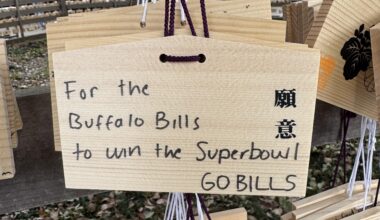 For the
Buffalo Bills
to win the Superbowl
GO BILLS
願意